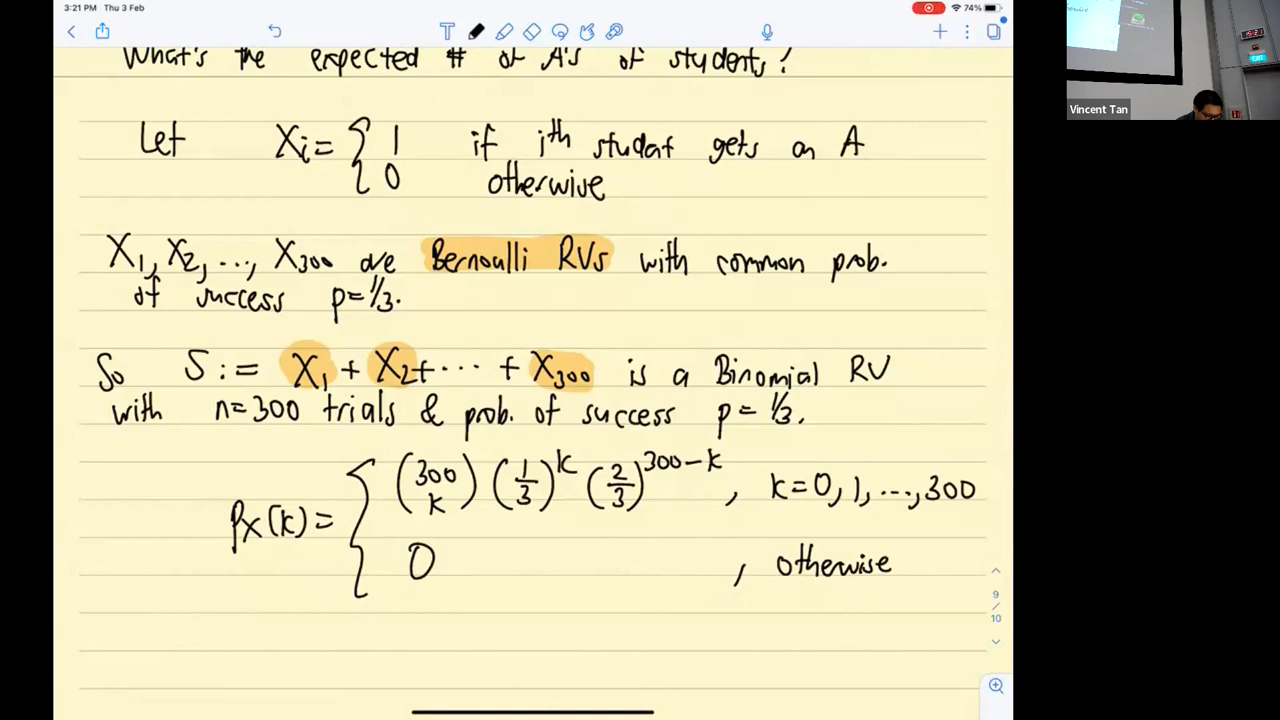 3:21 PM Thu 3 Feb
74%
What's the expected # of A's of students?
Let Xi = { 1 if ith student gets an A
0 otherwise
X1, X2, ..., X300 are Bernoulli RVs with common prob.
of success p = 1/3.
So S := X1 + X2 + ... + X300 is a Binomial RV
with n=300 trials & prob. of success p = 1/3.
pX(k) = { (300 k) (1/3)^k (2/3)^300-k , k=0,1,...,300
0 , otherwise
9
/
10
Vincent Tan
EXIT